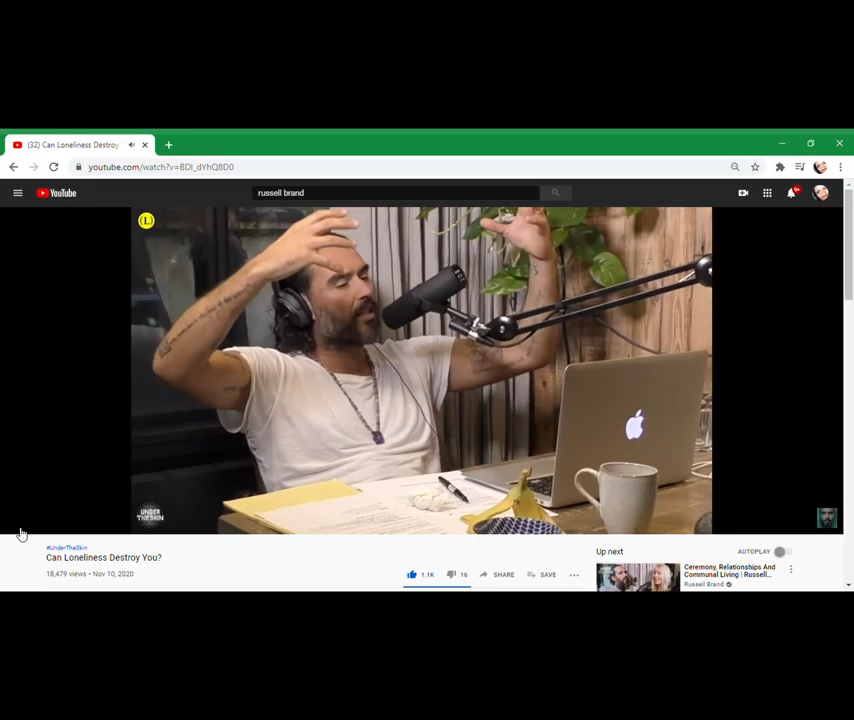 (32) Can Loneliness Destroy
youtube.com/watch?v=BDI_dYhQ8D0
YouTube
russell brand
9+
(L)
UNDER
THE SKIN
#UnderTheSkin
Can Loneliness Destroy You?
18,479 views • Nov 10, 2020
1.1K
16
SHARE
SAVE
Up next
AUTOPLAY
Ceremony, Relationships And
Communal Living | Russell...
Russell Brand